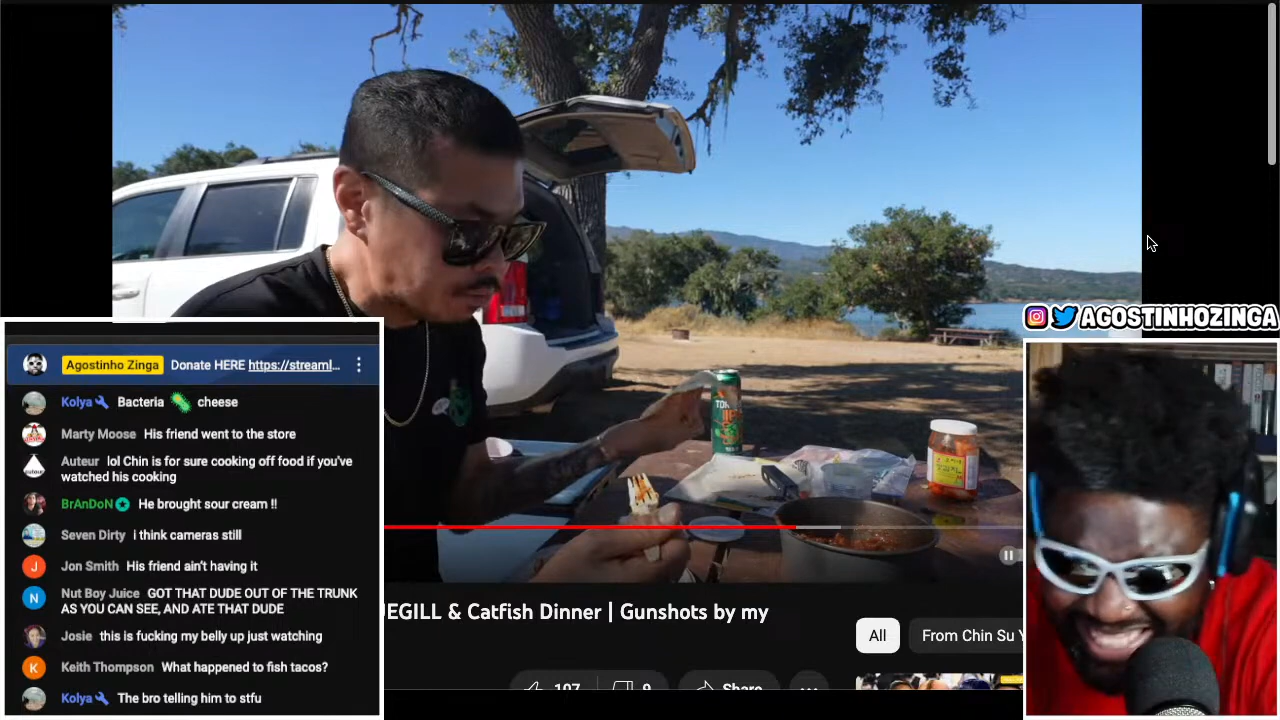 AGOSTINHOZINGA
Agostinho Zinga Donate HERE https://streaml...
Kolya Bacteria cheese
Marty Moose His friend went to the store
Auteur lol Chin is for sure cooking off food if you've
watched his cooking
BrAnDoN He brought sour cream !!
Seven Dirty i think cameras still
Jon Smith His friend ain't having it
Nut Boy Juice GOT THAT DUDE OUT OF THE TRUNK
AS YOU CAN SEE, AND ATE THAT DUDE
Josie this is fucking my belly up just watching
Keith Thompson What happened to fish tacos?
Kolya The bro telling him to stfu
EGILL & Catfish Dinner | Gunshots by my
All
From Chin Su Y
107
9
Share